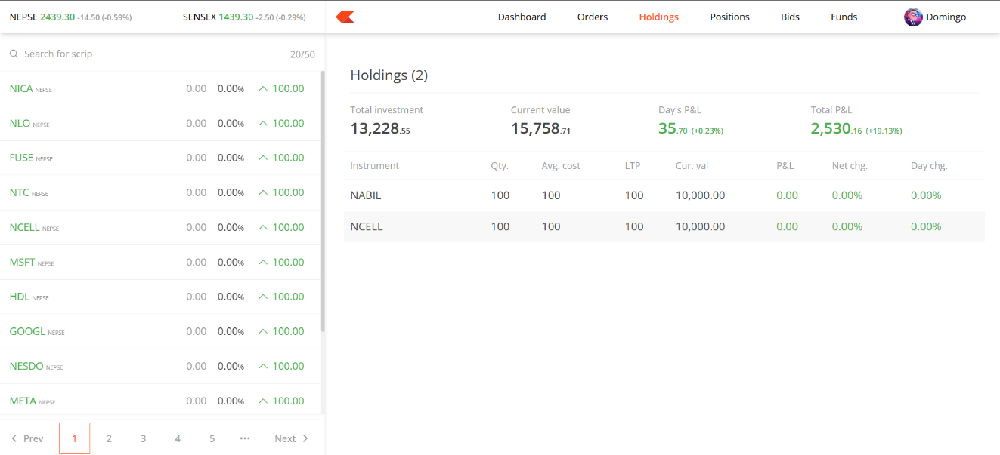 NEPSE 2439.30 -14.50 (-0.59%) SENSEX 1439.30 -2.50 (-0.29%) Dashboard Orders Holdings Positions Bids Funds Domingo
Search for scrip 20/50
NICA NEPSE 0.00 0.00% 100.00
NLO NEPSE 0.00 0.00% 100.00
FUSE NEPSE 0.00 0.00% 100.00
NTC NEPSE 0.00 0.00% 100.00
NCELL NEPSE 0.00 0.00% 100.00
MSFT NEPSE 0.00 0.00% 100.00
HDL NEPSE 0.00 0.00% 100.00
GOOGL NEPSE 0.00 0.00% 100.00
NESDO NEPSE 0.00 0.00% 100.00
META NEPSE 0.00 0.00% 100.00
Prev 1 2 3 4 5 ••• Next
Holdings (2)
Total investment Current value Day's P&L Total P&L
13,228.55 15,758.71 35.70 (+0.23%) 2,530.16 (+19.13%)
Instrument Qty. Avg. cost LTP Cur. val P&L Net chg. Day chg.
NABIL 100 100 100 10,000.00 0.00 0.00% 0.00%
NCELL 100 100 100 10,000.00 0.00 0.00% 0.00%